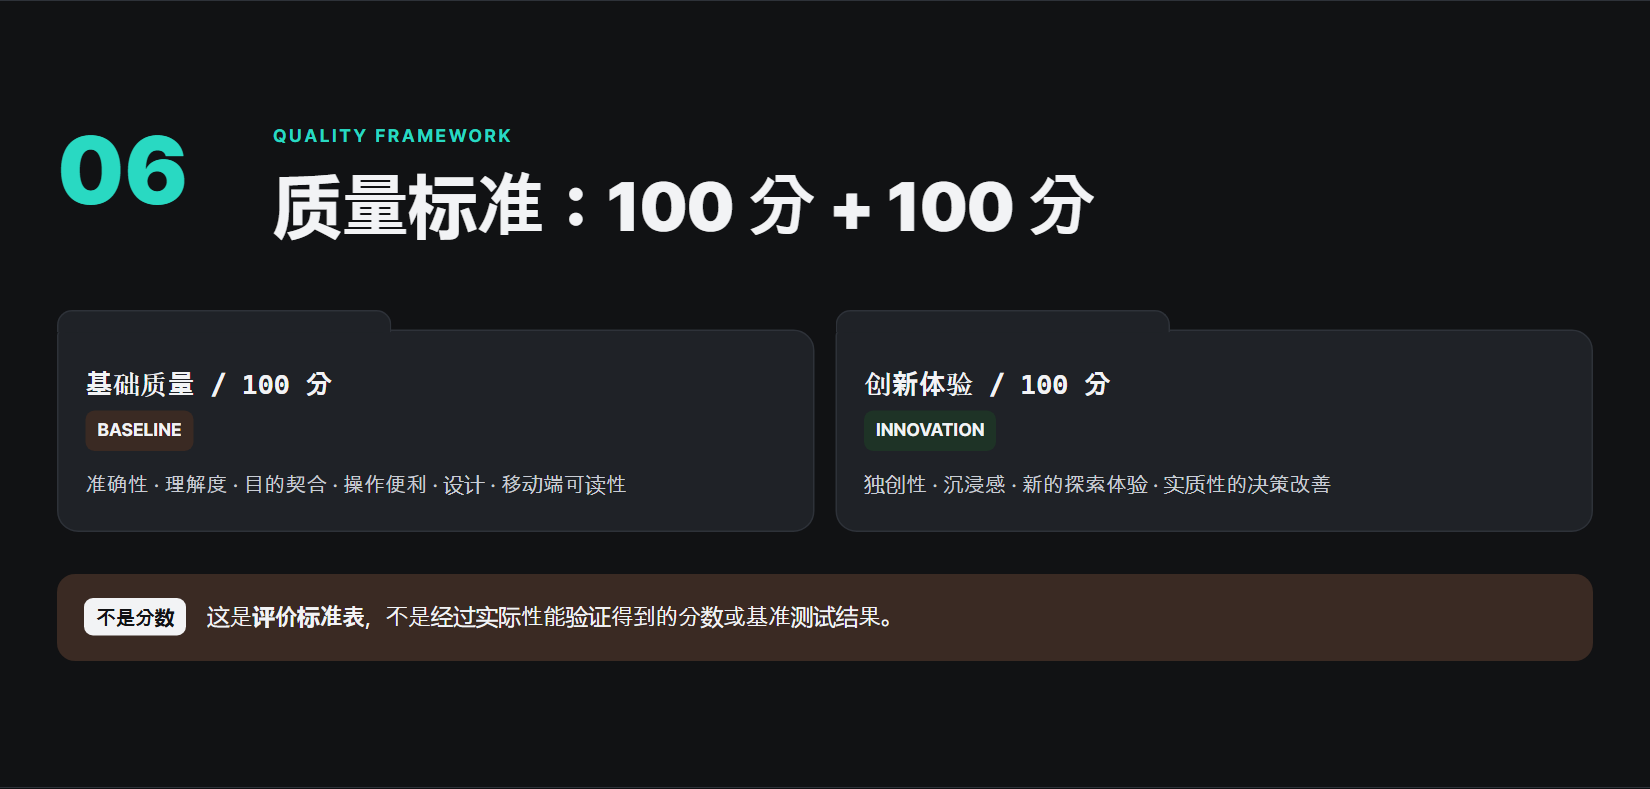 06
QUALITY FRAMEWORK
质量标准：100 分 + 100 分
基础质量 / 100 分
BASELINE
准确性 · 理解度 · 目的契合 · 操作便利 · 设计 · 移动端可读性
创新体验 / 100 分
INNOVATION
独创性 · 沉浸感 · 新的探索体验 · 实质性的决策改善
不是分数 这是评价标准表，不是经过实际性能验证得到的分数或基准测试结果。